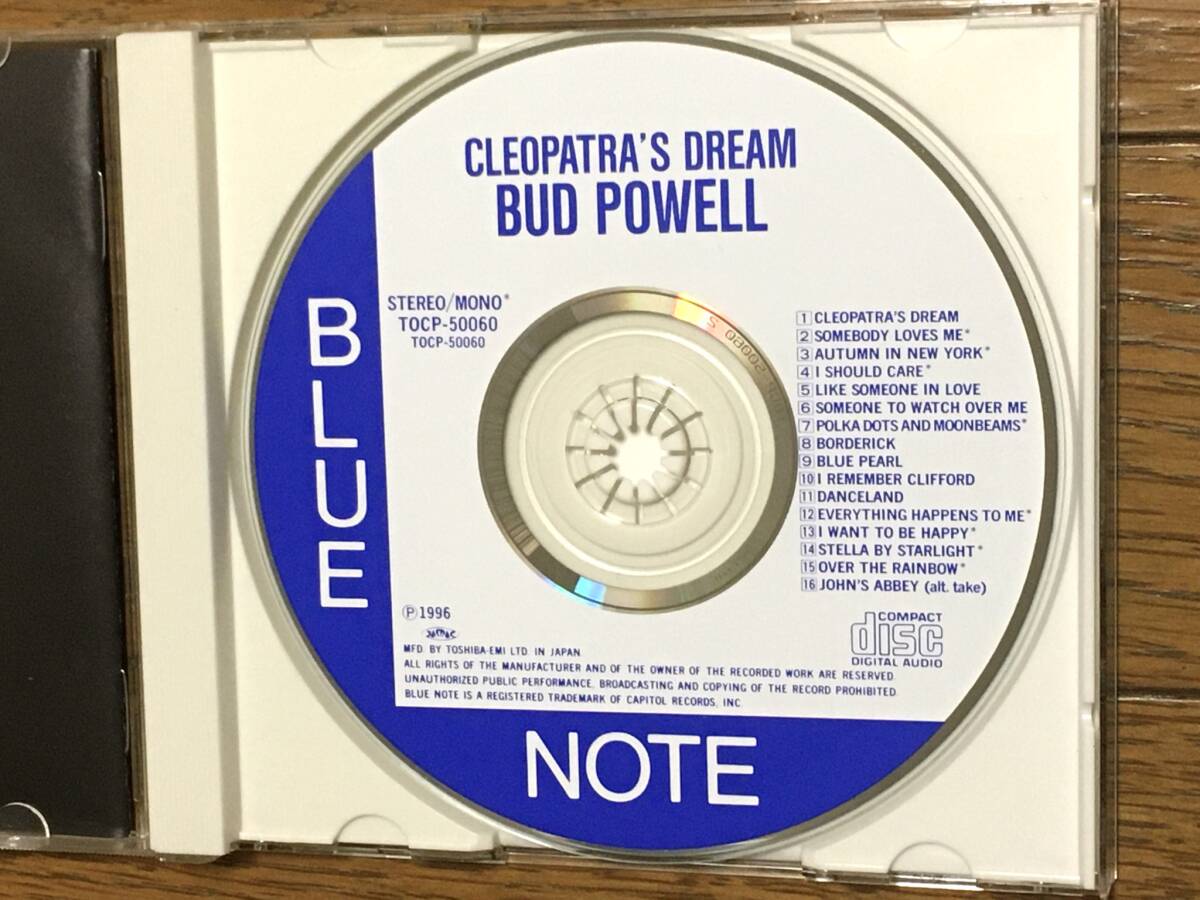 CLEOPATRA'S DREAM
BUD POWELL
BLUE
STEREO/MONO*
TOCP-50060
TOCP-50060
1 CLEOPATRA'S DREAM
2 SOMEBODY LOVES ME*
3 AUTUMN IN NEW YORK*
4 I SHOULD CARE*
5 LIKE SOMEONE IN LOVE
6 SOMEONE TO WATCH OVER ME
7 POLKA DOTS AND MOONBEAMS*
8 BORDERICK
9 BLUE PEARL
10 I REMEMBER CLIFFORD
11 DANCELAND
12 EVERYTHING HAPPENS TO ME*
13 I WANT TO BE HAPPY*
14 STELLA BY STARLIGHT*
15 OVER THE RAINBOW*
16 JOHN'S ABBEY (alt. take)
Ⓟ1996
COMPACT
disc
DIGITAL AUDIO
MFD. BY TOSHIBA-EMI LTD. IN JAPAN.
ALL RIGHTS OF THE MANUFACTURER AND OF THE OWNER OF THE RECORDED WORK ARE RESERVED.
UNAUTHORIZED PUBLIC PERFORMANCE, BROADCASTING AND COPYING OF THE RECORD PROHIBITED.
BLUE NOTE IS A REGISTERED TRADEMARK OF CAPITOL RECORDS, INC.
NOTE